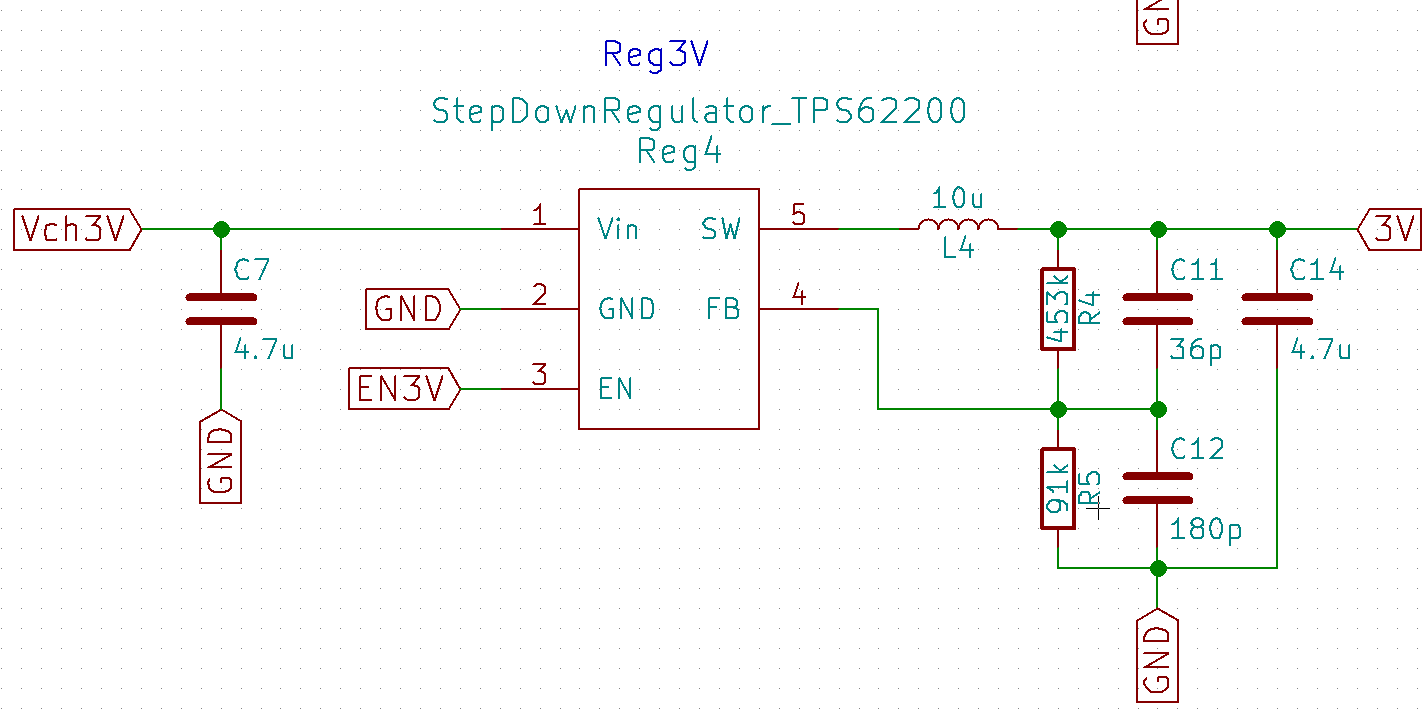 GN
Reg3V
StepDownRegulator_TPS62200
Reg4
Vch3V
1
Vin
SW
5
10u
L4
3V
C7
4.7u
GND
GND
2
GND
FB
4
453k
R4
C11
36p
C14
4.7u
EN3V
3
EN
91k
R5
C12
180p
GND